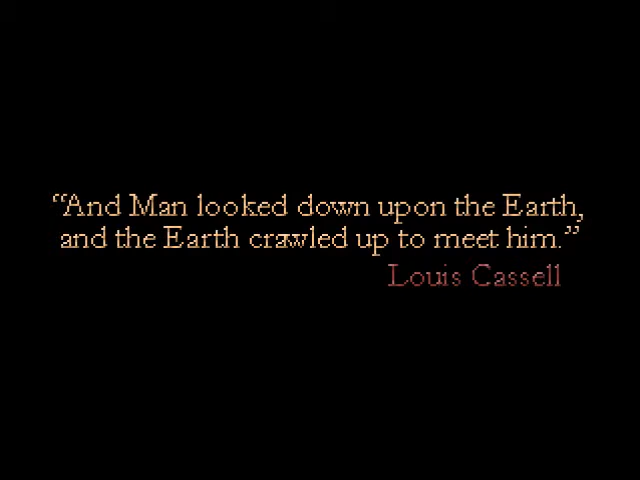 “And Man looked down upon the Earth,
and the Earth crawled up to meet him.”
Louis Cassell